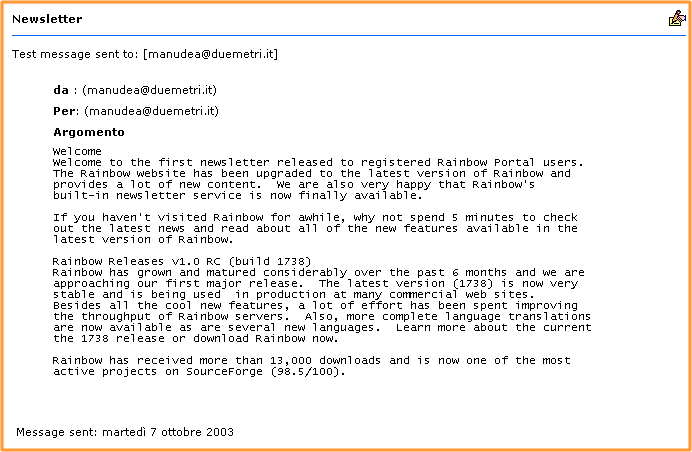 Newsletter
Test message sent to: [manudea@duemetri.it]
da : (manudea@duemetri.it)
Per: (manudea@duemetri.it)
Argomento
Welcome
Welcome to the first newsletter released to registered Rainbow Portal users.
The Rainbow website has been upgraded to the latest version of Rainbow and
provides a lot of new content.  We are also very happy that Rainbow's
built-in newsletter service is now finally available.
If you haven't visited Rainbow for awhile, why not spend 5 minutes to check
out the latest news and read about all of the new features available in the
latest version of Rainbow.
Rainbow Releases v1.0 RC (build 1738)
Rainbow has grown and matured considerably over the past 6 months and we are
approaching our first major release.  The latest version (1738) is now very
stable and is being used  in production at many commercial web sites.
Besides all the cool new features, a lot of effort has been spent improving
the throughput of Rainbow servers.  Also, more complete language translations
are now available as are several new languages.  Learn more about the current
the 1738 release or download Rainbow now.
Rainbow has received more than 13,000 downloads and is now one of the most
active projects on SourceForge (98.5/100).
Message sent: martedì 7 ottobre 2003